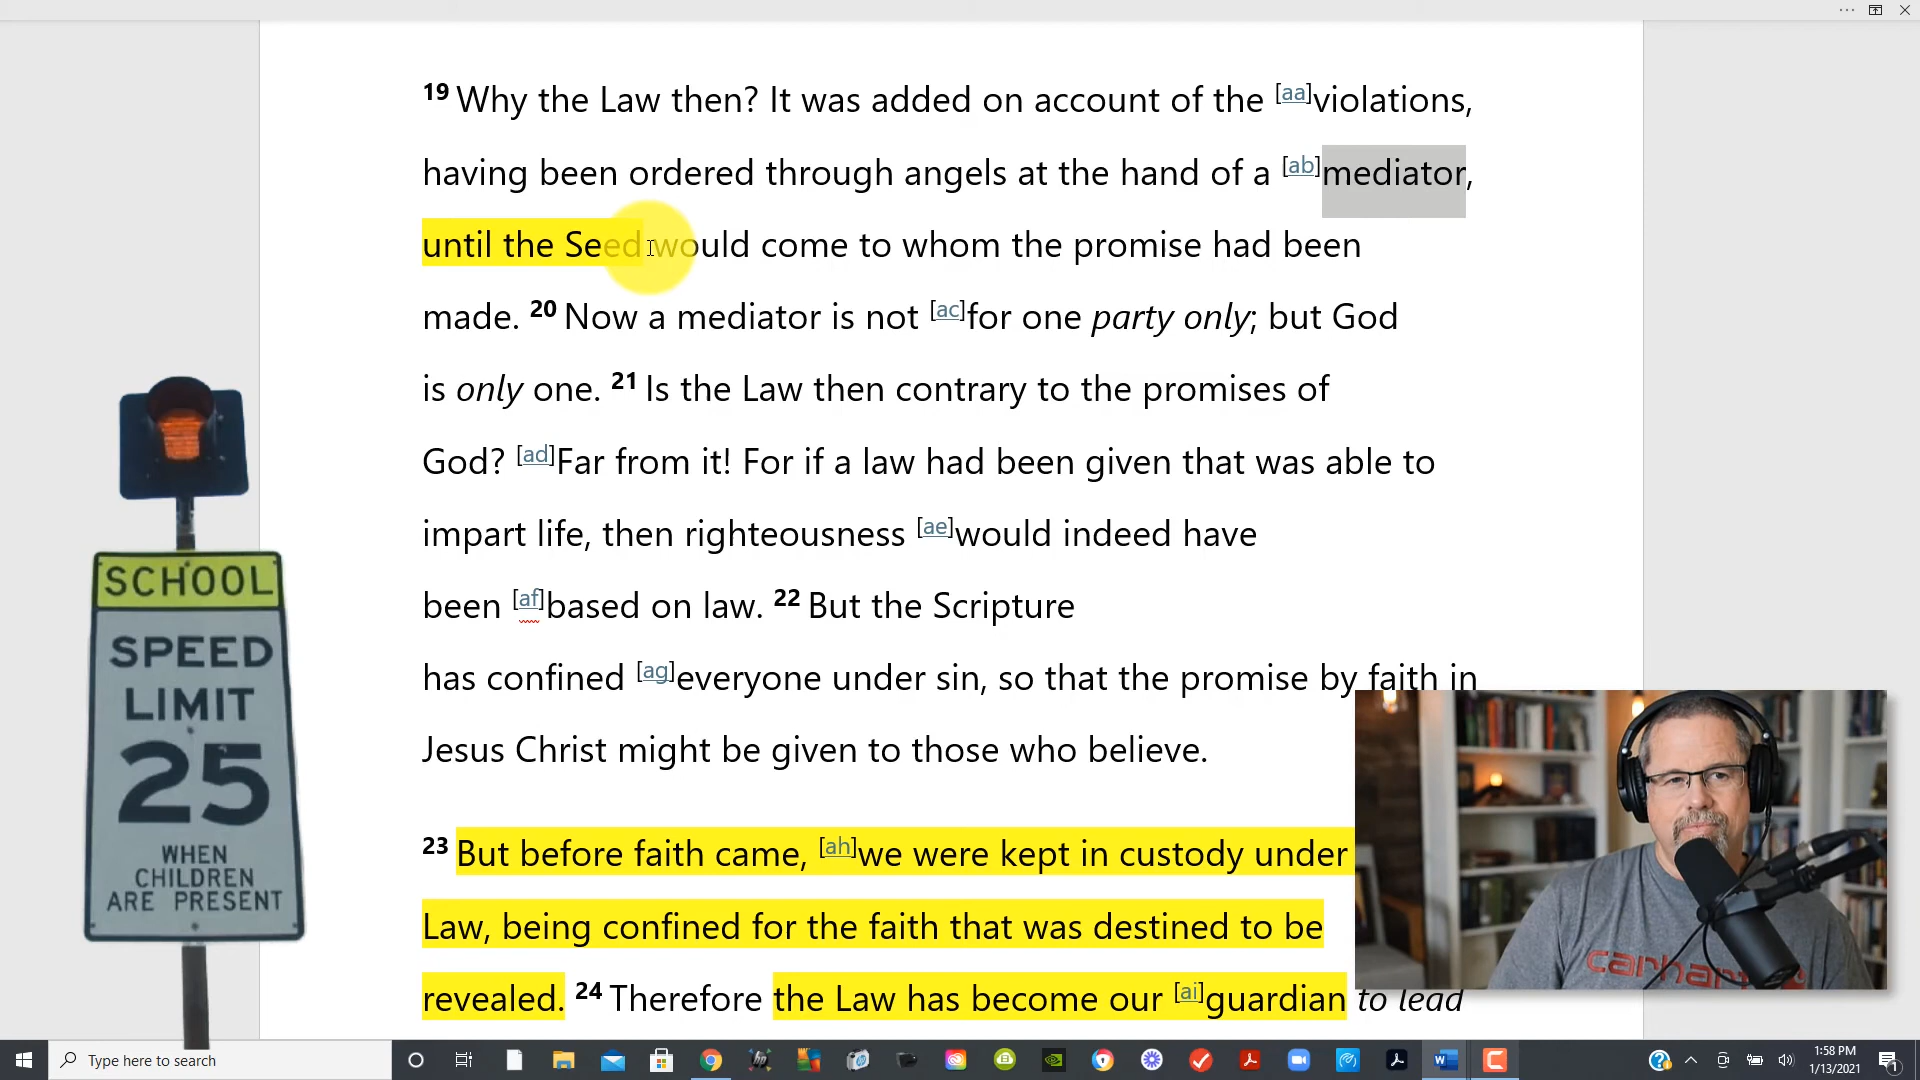 19 Why the Law then? It was added on account of the [aa]violations,
having been ordered through angels at the hand of a [ab]mediator,
until the Seed would come to whom the promise had been
made. 20 Now a mediator is not [ac]for one party only; but God
is only one. 21 Is the Law then contrary to the promises of
God? [ad]Far from it! For if a law had been given that was able to
impart life, then righteousness [ae]would indeed have
been [af]based on law. 22 But the Scripture
has confined [ag]everyone under sin, so that the promise by faith in
Jesus Christ might be given to those who believe.
23 But before faith came, [ah]we were kept in custody under
Law, being confined for the faith that was destined to be
revealed. 24 Therefore the Law has become our [ai]guardian to lead
SCHOOL
SPEED
LIMIT
25
WHEN
CHILDREN
ARE PRESENT
Type here to search
1:58 PM
1/13/2021